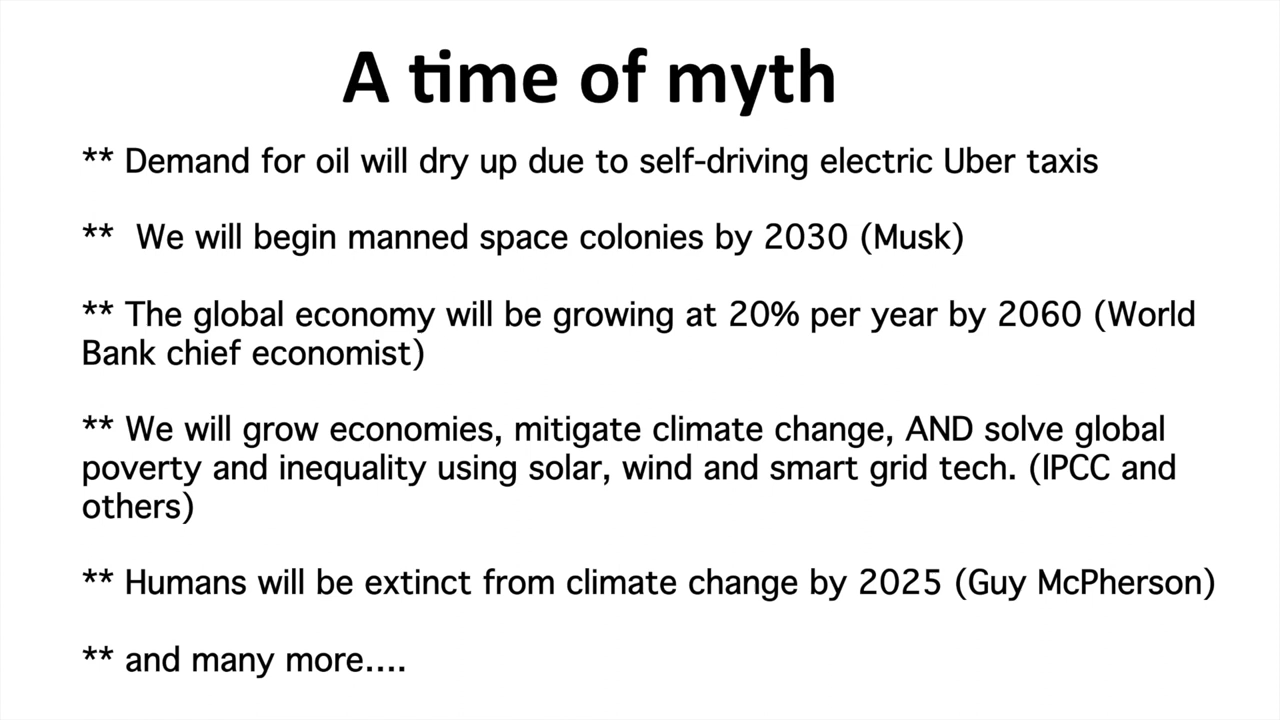 A time of myth
** Demand for oil will dry up due to self-driving electric Uber taxis
** We will begin manned space colonies by 2030 (Musk)
** The global economy will be growing at 20% per year by 2060 (World
Bank chief economist)
** We will grow economies, mitigate climate change, AND solve global
poverty and inequality using solar, wind and smart grid tech. (IPCC and
others)
** Humans will be extinct from climate change by 2025 (Guy McPherson)
** and many more....